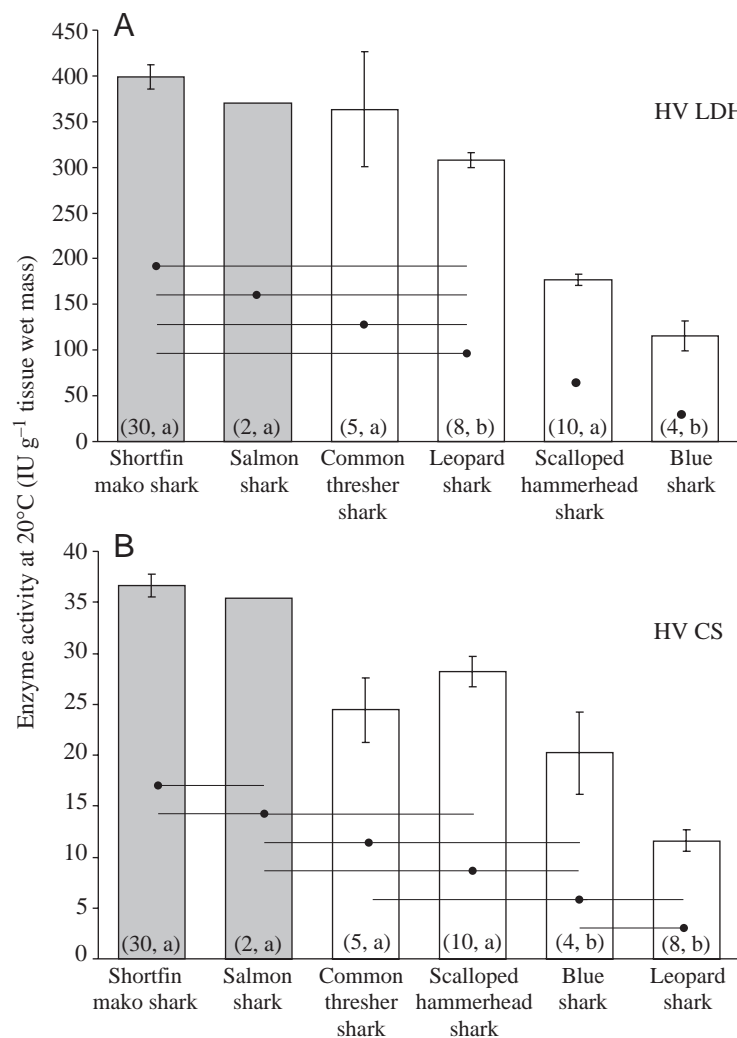 A
450
400
350
300
250
200
150
100
50
0
HV LDH
(30, a) (2, a) (5, a) (8, b) (10, a) (4, b)
Shortfin Salmon Common Leopard Scalloped Blue
mako shark shark thresher shark hammerhead shark
shark shark
Enzyme activity at 20°C (IU g–1 tissue wet mass)
B
40
35
30
25
20
15
10
5
0
HV CS
(30, a) (2, a) (5, a) (10, a) (4, b) (8, b)
Shortfin Salmon Common Scalloped Blue Leopard
mako shark shark thresher hammerhead shark shark
shark shark